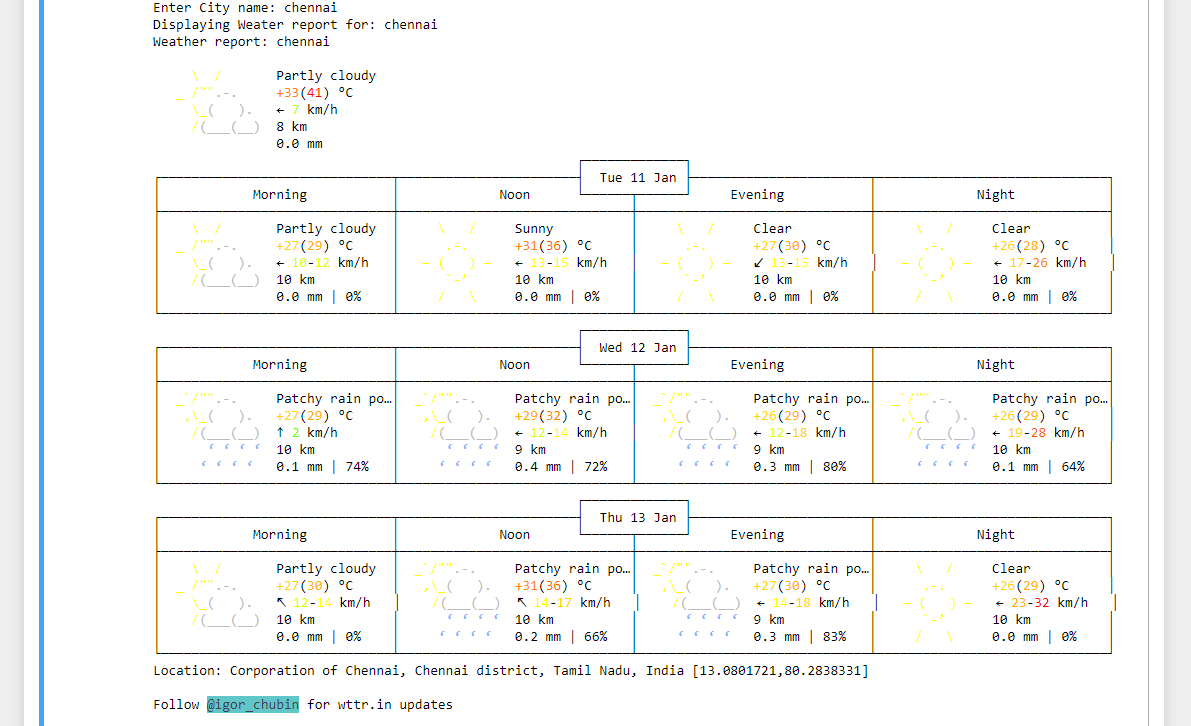 Enter City name: chennai
Displaying Weater report for: chennai
Weather report: chennai
Partly cloudy
+33(41) °C
← 7 km/h
8 km
0.0 mm
Tue 11 Jan
Morning Noon Evening Night
Partly cloudy Sunny Clear Clear
+27(29) °C +31(36) °C +27(30) °C +26(28) °C
← 10-12 km/h ← 13-15 km/h ↙ 13-15 km/h ← 17-26 km/h
10 km 10 km 10 km 10 km
0.0 mm | 0% 0.0 mm | 0% 0.0 mm | 0% 0.0 mm | 0%
Wed 12 Jan
Morning Noon Evening Night
Patchy rain po… Patchy rain po… Patchy rain po… Patchy rain po…
+27(29) °C +29(32) °C +26(29) °C +26(29) °C
↑ 2 km/h ← 12-14 km/h ← 12-18 km/h ← 19-28 km/h
10 km 9 km 9 km 10 km
0.1 mm | 74% 0.4 mm | 72% 0.3 mm | 80% 0.1 mm | 64%
Thu 13 Jan
Morning Noon Evening Night
Partly cloudy Patchy rain po… Patchy rain po… Clear
+27(30) °C +31(36) °C +27(30) °C +26(29) °C
↖ 12-14 km/h ↖ 14-17 km/h ← 14-18 km/h ← 23-32 km/h
10 km 10 km 9 km 10 km
0.0 mm | 0% 0.2 mm | 66% 0.3 mm | 83% 0.0 mm | 0%
Location: Corporation of Chennai, Chennai district, Tamil Nadu, India [13.0801721,80.2838331]
Follow @igor_chubin for wttr.in updates